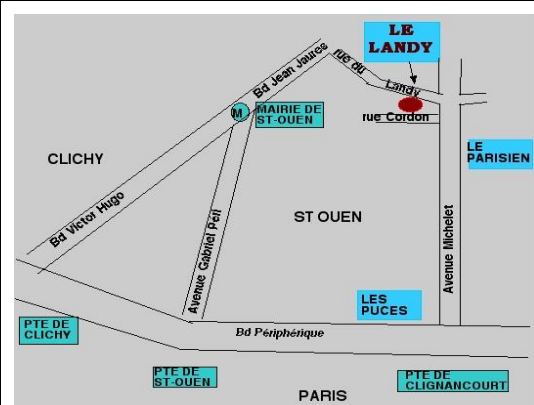 LE
LANDY
Bd Jean Jaures
rue du
Landy
M
MAIRIE DE
ST-OUEN
rue Cordon
LE
PARISIEN
CLICHY
Bd Victor Hugo
Avenue Gabriel Péri
ST OUEN
Avenue Michelet
LES
PUCES
PTE DE
CLICHY
Bd Périphérique
PTE DE
ST-OUEN
PTE DE
CLIGNANCOURT
PARIS